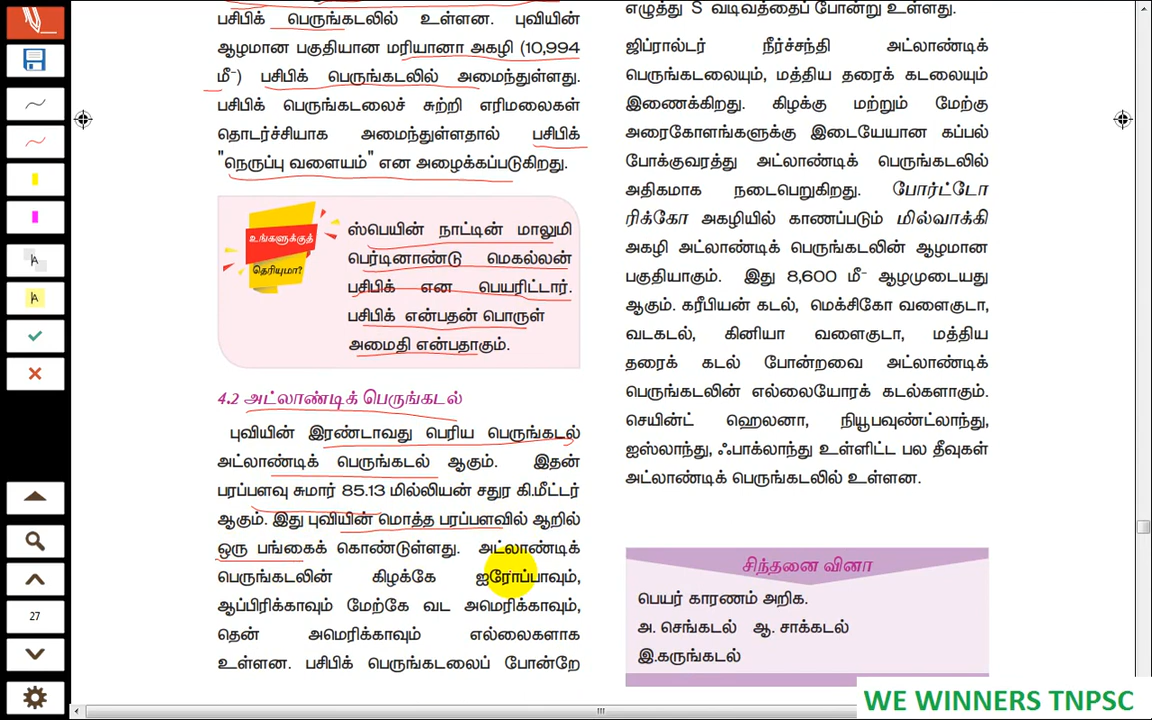 பசிபிக் பெருங்கடலில் உள்ளன. புவியின்
ஆழமான பகுதியான மரியானா அகழி (10,994
மீ-) பசிபிக் பெருங்கடலில் அமைந்துள்ளது.
பசிபிக் பெருங்கடலைச் சுற்றி எரிமலைகள்
தொடர்ச்சியாக அமைந்துள்ளதால் பசிபிக்
"நெருப்பு வளையம்" என அழைக்கப்படுகிறது.
உங்களுக்குத்
தெரியுமா?
ஸ்பெயின் நாட்டின் மாலுமி
பெர்டினாண்டு மெகல்லன்
பசிபிக் என பெயரிட்டார்.
பசிபிக் என்பதன் பொருள்
அமைதி என்பதாகும்.
4.2 அட்லாண்டிக் பெருங்கடல்
புவியின் இரண்டாவது பெரிய பெருங்கடல்
அட்லாண்டிக் பெருங்கடல் ஆகும். இதன்
பரப்பளவு சுமார் 85.13 மில்லியன் சதுர கி.மீட்டர்
ஆகும். இது புவியின் மொத்த பரப்பளவில் ஆறில்
ஒரு பங்கைக் கொண்டுள்ளது. அட்லாண்டிக்
பெருங்கடலின் கிழக்கே ஐரோப்பாவும்,
ஆப்பிரிக்காவும் மேற்கே வட அமெரிக்காவும்,
தென் அமெரிக்காவும் எல்லைகளாக
உள்ளன. பசிபிக் பெருங்கடலைப் போன்றே
எழுத்து S வடிவத்தைப் போன்று உள்ளது.
ஜிப்ரால்டர் நீர்ச்சந்தி அட்லாண்டிக்
பெருங்கடலையும், மத்திய தரைக் கடலையும்
இணைக்கிறது. கிழக்கு மற்றும் மேற்கு
அரைகோளங்களுக்கு இடையேயான கப்பல்
போக்குவரத்து அட்லாண்டிக் பெருங்கடலில்
அதிகமாக நடைபெறுகிறது. போர்ட்டோ
ரிக்கோ அகழியில் காணப்படும் மில்வாக்கி
அகழி அட்லாண்டிக் பெருங்கடலின் ஆழமான
பகுதியாகும். இது 8,600 மீ- ஆழமுடையது
ஆகும். கரீபியன் கடல், மெக்சிகோ வளைகுடா,
வடகடல், கினியா வளைகுடா, மத்திய
தரைக் கடல் போன்றவை அட்லாண்டிக்
பெருங்கடலின் எல்லையோரக் கடல்களாகும்.
செயின்ட் ஹெலனா, நியூபவுண்ட்லாந்து,
ஐஸ்லாந்து, ஃபாக்லாந்து உள்ளிட்ட பல தீவுகள்
அட்லாண்டிக் பெருங்கடலில் உள்ளன.
சிந்தனை வினா
பெயர் காரணம் அறிக.
அ. செங்கடல் ஆ. சாக்கடல்
இ.கருங்கடல்
27
WE WINNERS TNPSC